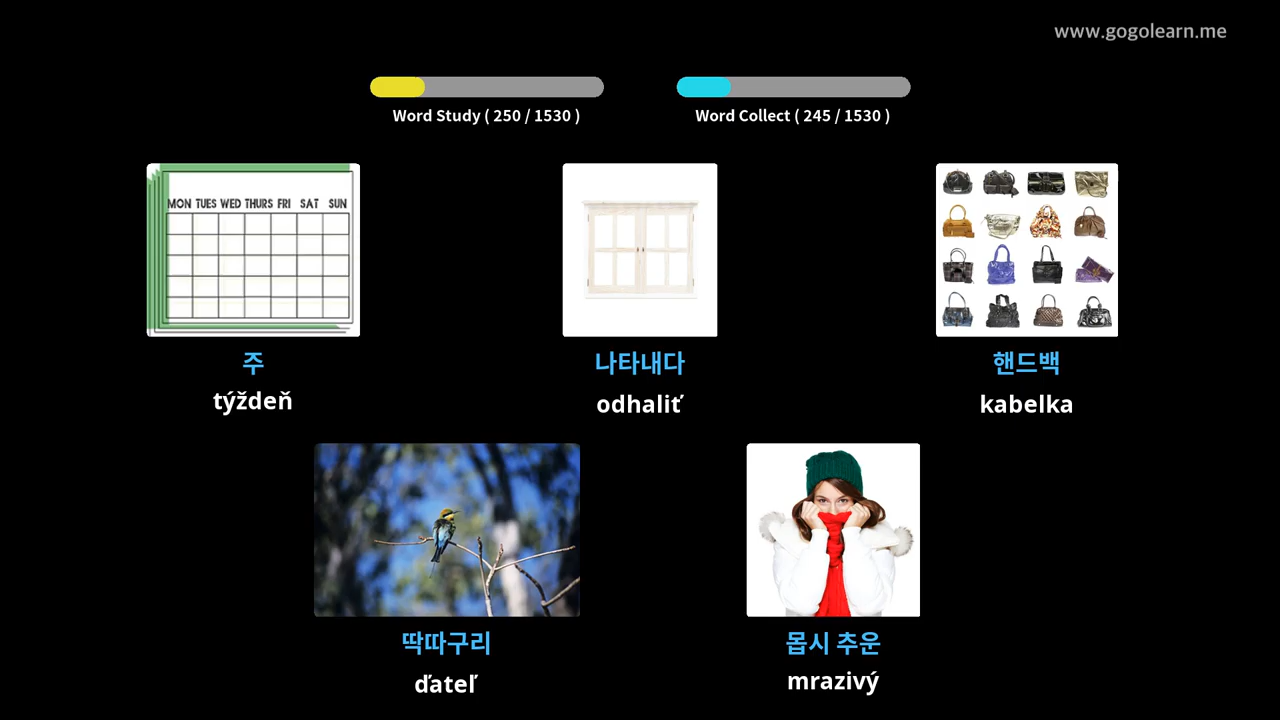 www.gogolearn.me
Word Study ( 250 / 1530 )
Word Collect ( 245 / 1530 )
MON TUES WED THURS FRI SAT SUN
주
týždeň
나타내다
odhaliť
핸드백
kabelka
딱따구리
ďateľ
몹시 추운
mrazivý